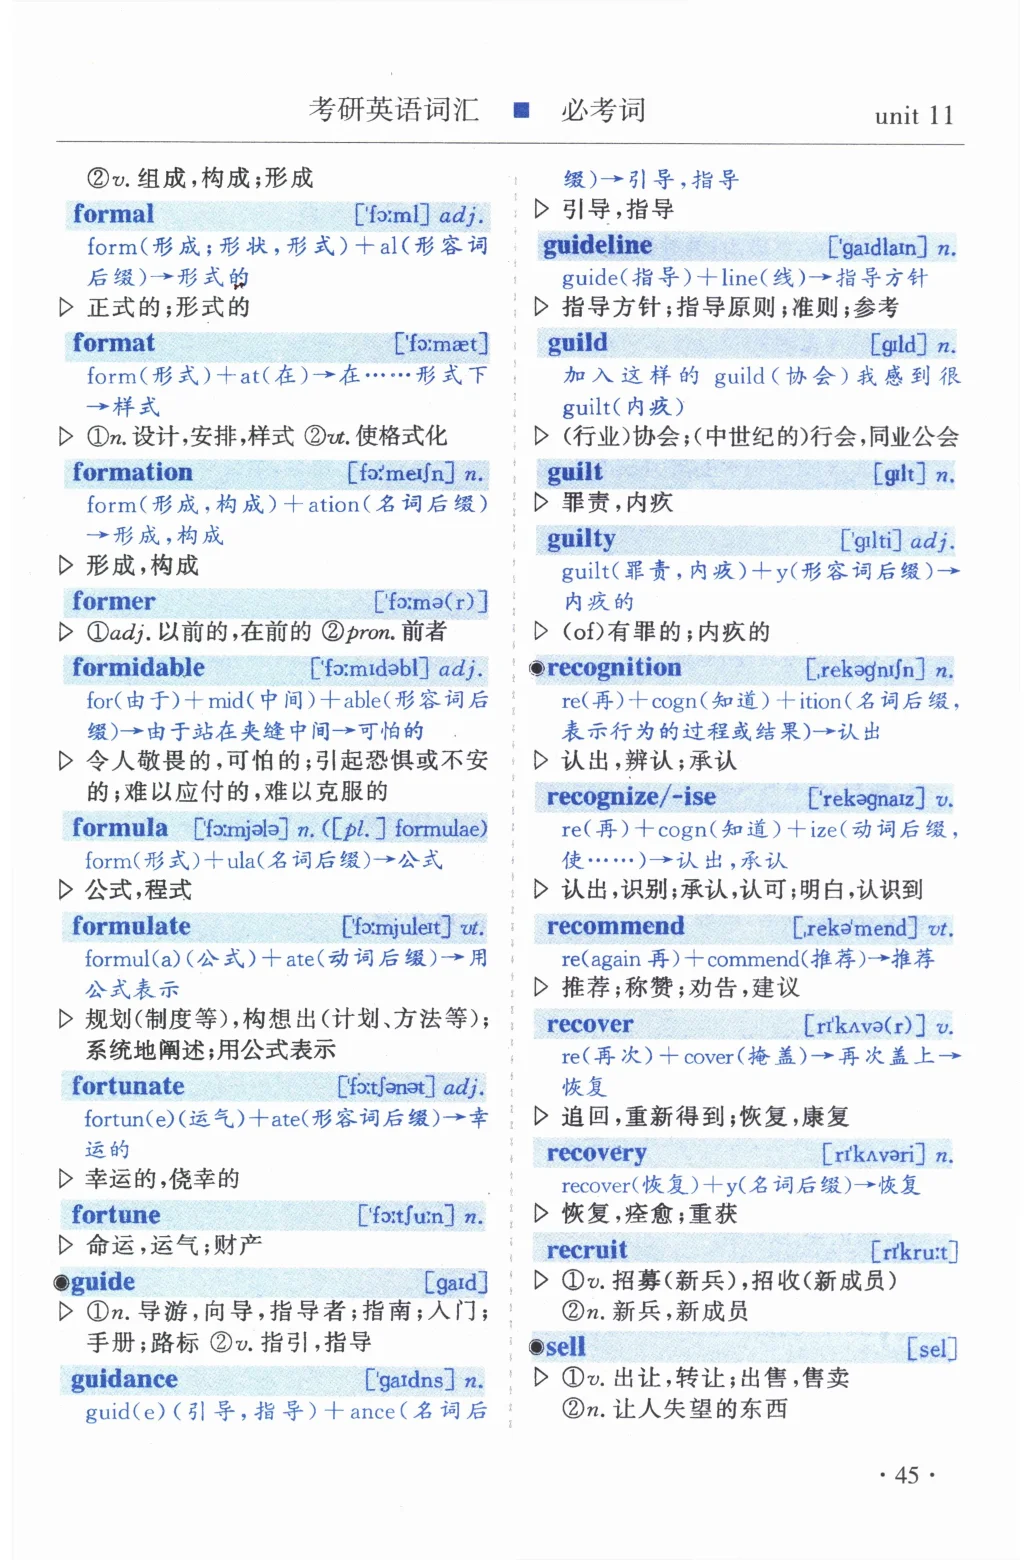 考研英语词汇 ■ 必考词 unit 11
②v. 组成,构成;形成
formal ['fɔːml] adj.
form(形成;形状,形式)+al(形容词
后缀)→形式的
▷ 正式的;形式的
format ['fɔːmæt]
form(形式)+at(在)→在……形式下
→样式
▷ ①n. 设计,安排,样式 ②vt. 使格式化
formation [fɔː'meɪʃn] n.
form(形成,构成)+ation(名词后缀)
→形成,构成
▷ 形成,构成
former ['fɔːmə(r)]
▷ ①adj. 以前的,在前的 ②pron. 前者
formidable ['fɔːmɪdəbl] adj.
for(由于)+mid(中间)+able(形容词后
缀)→由于站在夹缝中间→可怕的
▷ 令人敬畏的,可怕的;引起恐惧或不安
的;难以应付的,难以克服的
formula ['fɔːmjələ] n. ([pl. ] formulae)
form(形式)+ula(名词后缀)→公式
▷ 公式,程式
formulate ['fɔːmjuleɪt] vt.
formul(a)(公式)+ate(动词后缀)→用
公式表示
▷ 规划(制度等),构想出(计划、方法等);
系统地阐述;用公式表示
fortunate ['fɔːtʃənət] adj.
fortun(e)(运气)+ate(形容词后缀)→幸
运的
▷ 幸运的,侥幸的
fortune ['fɔːtʃuːn] n.
▷ 命运,运气;财产
◉guide [ɡaɪd]
▷ ①n. 导游,向导,指导者;指南;入门;
手册;路标 ②v. 指引,指导
guidance ['ɡaɪdns] n.
guid(e)(引导,指导)+ance(名词后
缀)→引导,指导
▷ 引导,指导
guideline ['ɡaɪdlaɪn] n.
guide(指导)+line(线)→指导方针
▷ 指导方针;指导原则;准则;参考
guild [ɡɪld] n.
加入这样的 guild(协会)我感到很
guilt(内疚)
▷ (行业)协会;(中世纪的)行会,同业公会
guilt [ɡɪlt] n.
▷ 罪责,内疚
guilty ['ɡɪlti] adj.
guilt(罪责,内疚)+y(形容词后缀)→
内疚的
▷ (of)有罪的;内疚的
◉recognition [ˌrekəɡ'nɪʃn] n.
re(再)+cogn(知道)+ition(名词后缀,
表示行为的过程或结果)→认出
▷ 认出,辨认;承认
recognize/-ise ['rekəɡnaɪz] v.
re(再)+cogn(知道)+ize(动词后缀,
使……)→认出,承认
▷ 认出,识别;承认,认可;明白,认识到
recommend [ˌrekə'mend] vt.
re(again 再)+commend(推荐)→推荐
▷ 推荐;称赞;劝告,建议
recover [rɪ'kʌvə(r)] v.
re(再次)+cover(掩盖)→再次盖上→
恢复
▷ 追回,重新得到;恢复,康复
recovery [rɪ'kʌvəri] n.
recover(恢复)+y(名词后缀)→恢复
▷ 恢复,痊愈;重获
recruit [rɪ'kruːt]
▷ ①v. 招募(新兵),招收(新成员)
②n. 新兵,新成员
◉sell [sel]
▷ ①v. 出让,转让;出售,售卖
②n. 让人失望的东西
· 45 ·